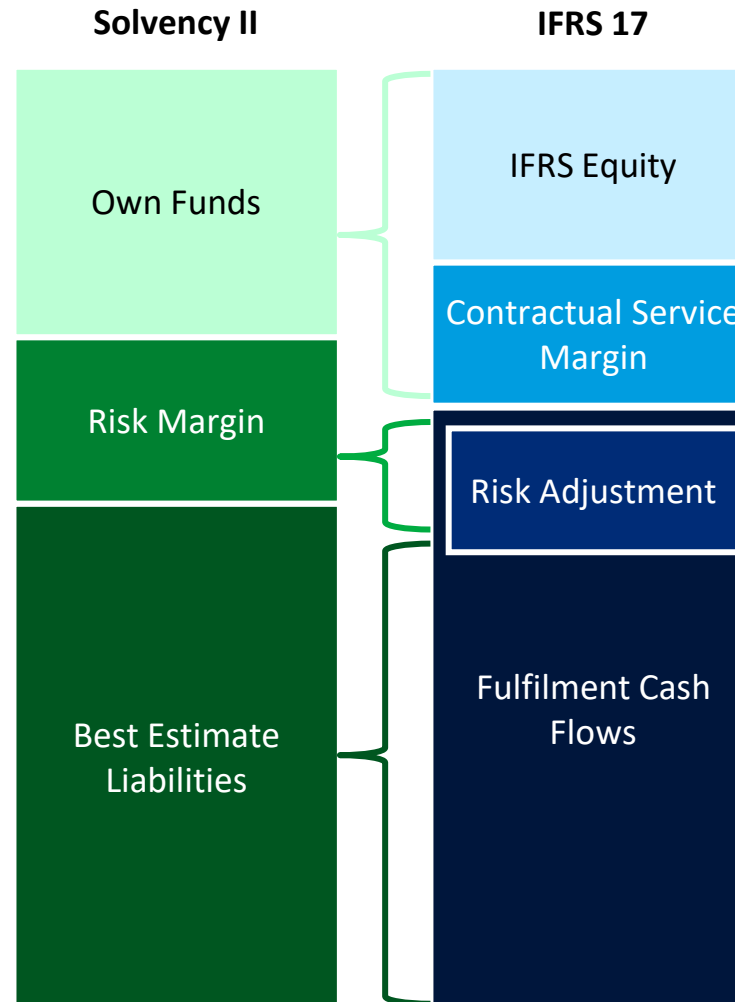 Solvency II
IFRS 17
Own Funds
IFRS Equity
Contractual Service
Margin
Risk Margin
Risk Adjustment
Best Estimate
Liabilities
Fulfilment Cash
Flows